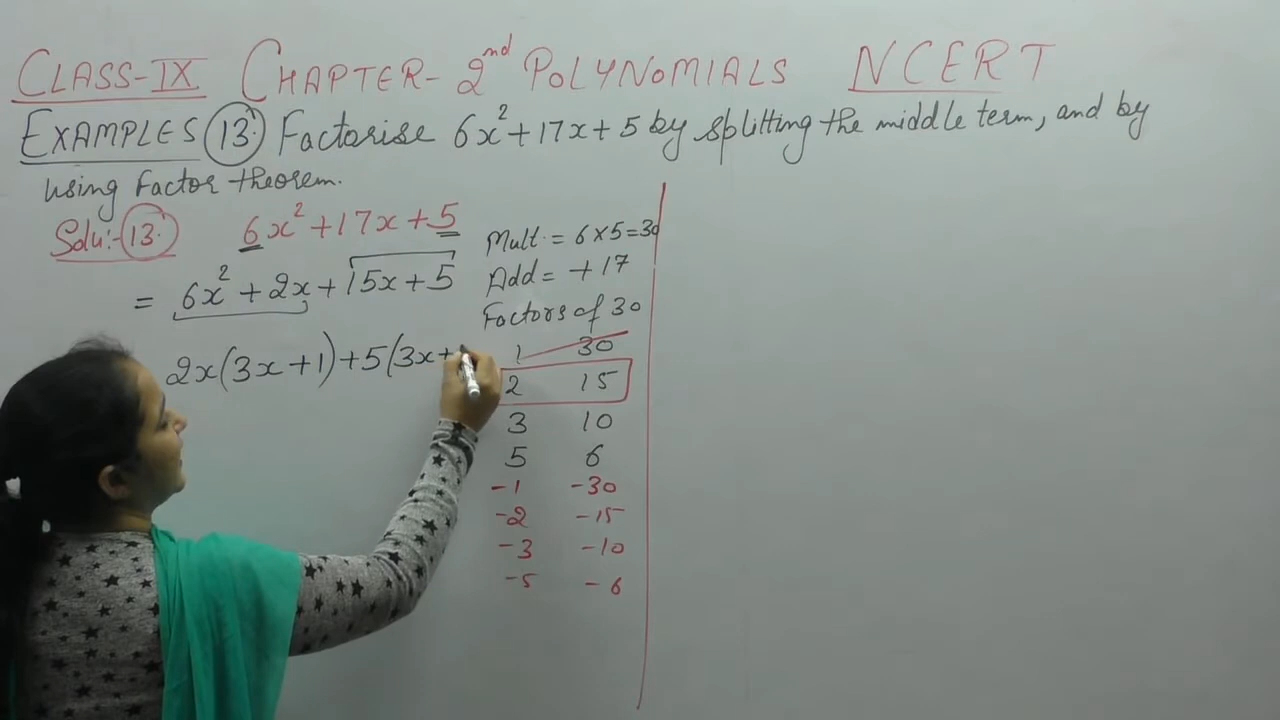 CLASS-IX CHAPTER-2nd POLYNOMIALS NCERT
EXAMPLES 13. Factorise 6x²+17x+5 by splitting the middle term, and by
using Factor theorem.
Solu:-13. 6x²+17x+5
= 6x²+2x+15x+5
2x(3x+1)+5(3x+
Mult. = 6×5=30
Add = +17
Factors of 30
1 30
2 15
3 10
5 6
-1 -30
-2 -15
-3 -10
-5 -6